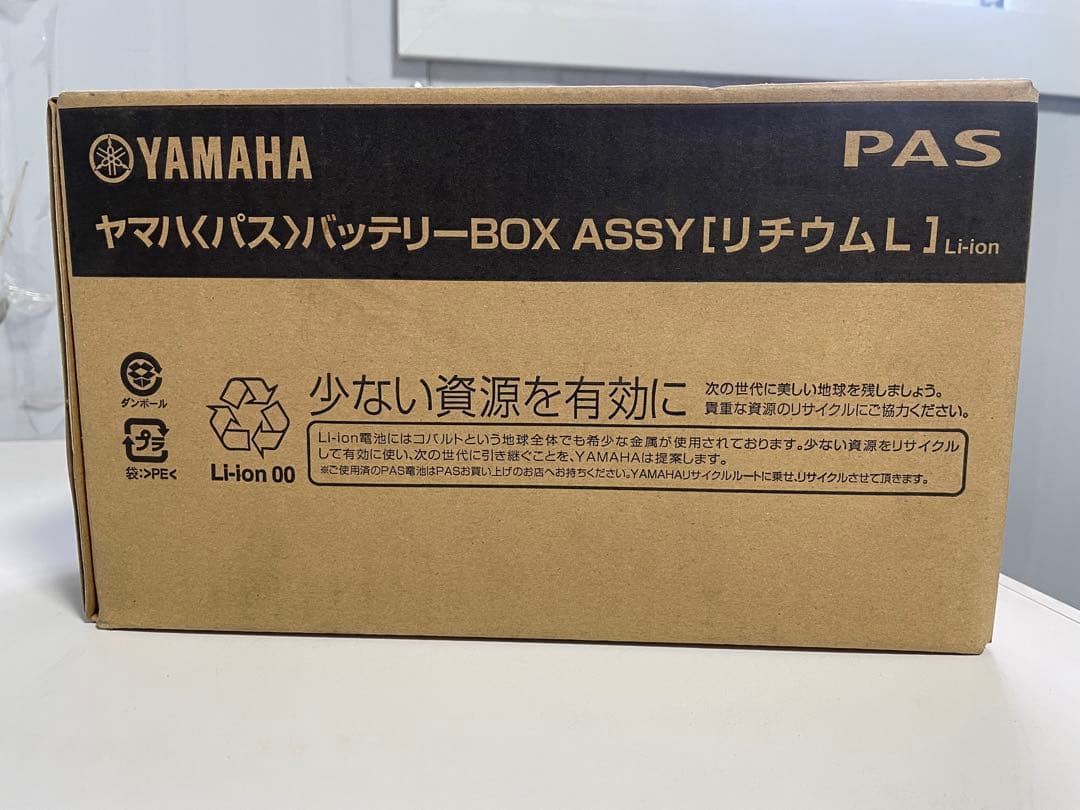 YAMAHA
PAS
ヤマハ〈パス〉バッテリーBOX ASSY[リチウムL] Li-ion
ダンボール
プラ
袋:>PE<
Li-ion 00
少ない資源を有効に
次の世代に美しい地球を残しましょう。
貴重な資源のリサイクルにご協力ください。
Li-ion電池にはコバルトという地球全体でも希少な金属が使用されております。少ない資源をリサイクル
して有効に使い、次の世代に引き継ぐことを、YAMAHAは提案します。
※ご使用済のPAS電池はPASお買い上げのお店へお持ちください。YAMAHAリサイクルルートに乗せ、リサイクルさせて頂きます。